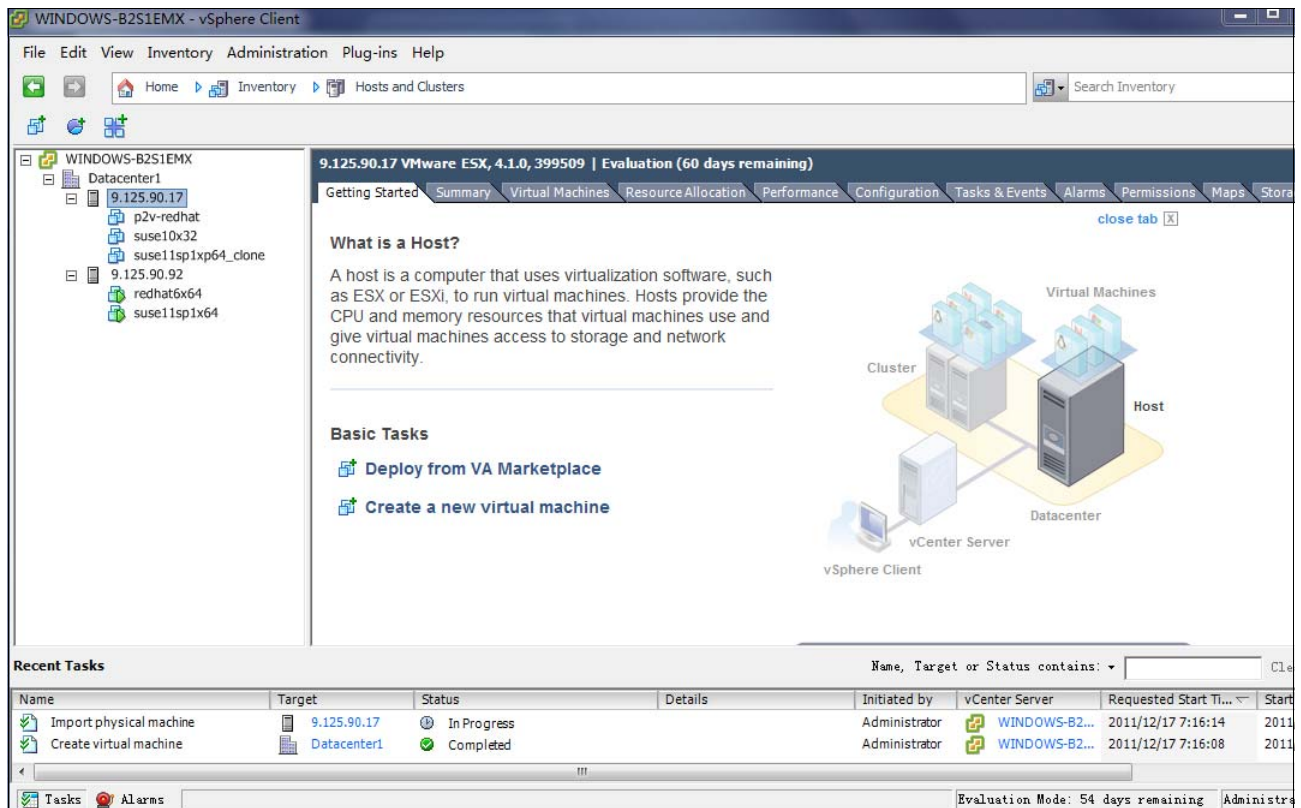 WINDOWS-B2S1EMX - vSphere Client
File Edit View Inventory Administration Plug-ins Help
Home Inventory Hosts and Clusters Search Inventory
WINDOWS-B2S1EMX
Datacenter1
9.125.90.17
p2v-redhat
suse10x32
suse11sp1xp64_clone
9.125.90.92
redhat6x64
suse11sp1x64
9.125.90.17 VMware ESX, 4.1.0, 399509 | Evaluation (60 days remaining)
Getting Started Summary Virtual Machines Resource Allocation Performance Configuration Tasks & Events Alarms Permissions Maps Stora
close tab X
What is a Host?
A host is a computer that uses virtualization software, such
as ESX or ESXi, to run virtual machines. Hosts provide the
CPU and memory resources that virtual machines use and
give virtual machines access to storage and network
connectivity.
Basic Tasks
Deploy from VA Marketplace
Create a new virtual machine
Virtual Machines
Cluster
Host
Datacenter
vCenter Server
vSphere Client
Recent Tasks Name, Target or Status contains: Cle
Name Target Status Details Initiated by vCenter Server Requested Start Ti... Start
Import physical machine 9.125.90.17 In Progress Administrator WINDOWS-B2... 2011/12/17 7:16:14 2011
Create virtual machine Datacenter1 Completed Administrator WINDOWS-B2... 2011/12/17 7:16:08 2011
Tasks Alarms Evaluation Mode: 54 days remaining Administra